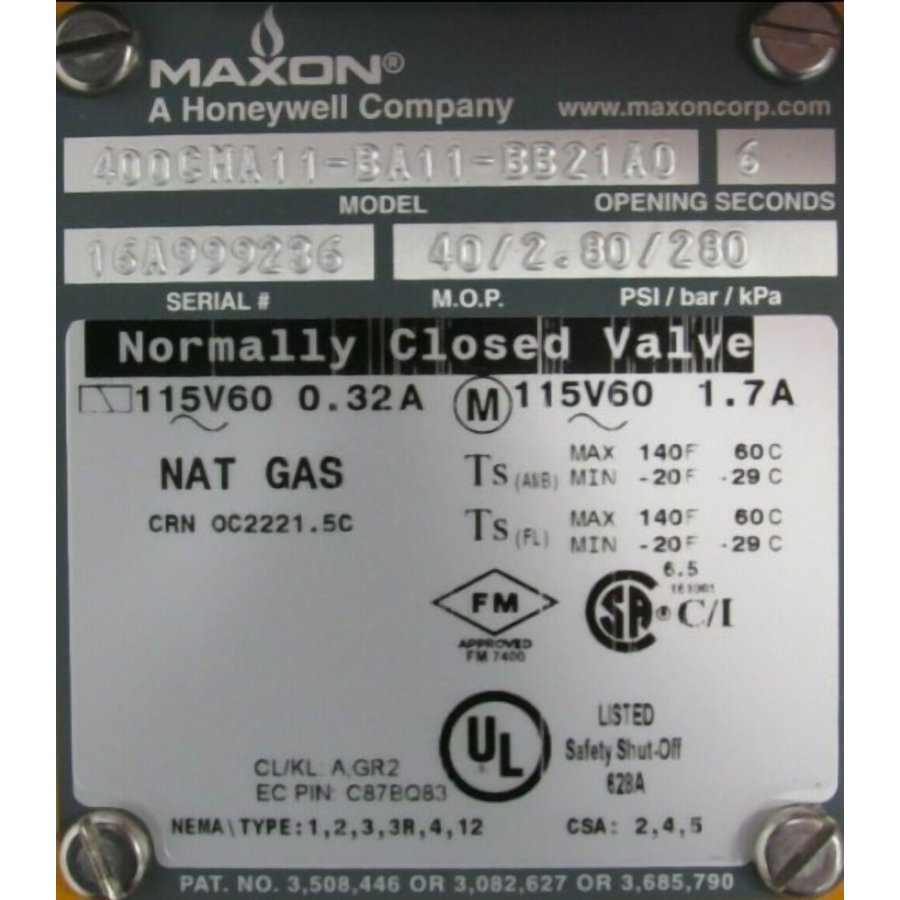 MAXON®
A Honeywell Company www.maxoncorp.com
400CMA11-BA11-BB21A0 6
MODEL OPENING SECONDS
16A999236 40/2.80/280
SERIAL # M.O.P. PSI / bar / kPa
Normally Closed Valve
115V60 0.32A M 115V60 1.7A
NAT GAS
CRN 0C2221.5C
Ts (AMB) MAX 140F 60C
MIN -20F -29C
Ts (FL) MAX 140F 60C
MIN -20F -29C
6.5
FM
APPROVED
FM 7400
SA ® C/I
UL
LISTED
Safety Shut-Off
628A
CL/KL: A,GR2
EC PIN: C87BQ83
NEMA\TYPE:1,2,3,3R,4,12 CSA: 2,4,5
PAT. NO. 3,508,446 OR 3,082,627 OR 3,685,790